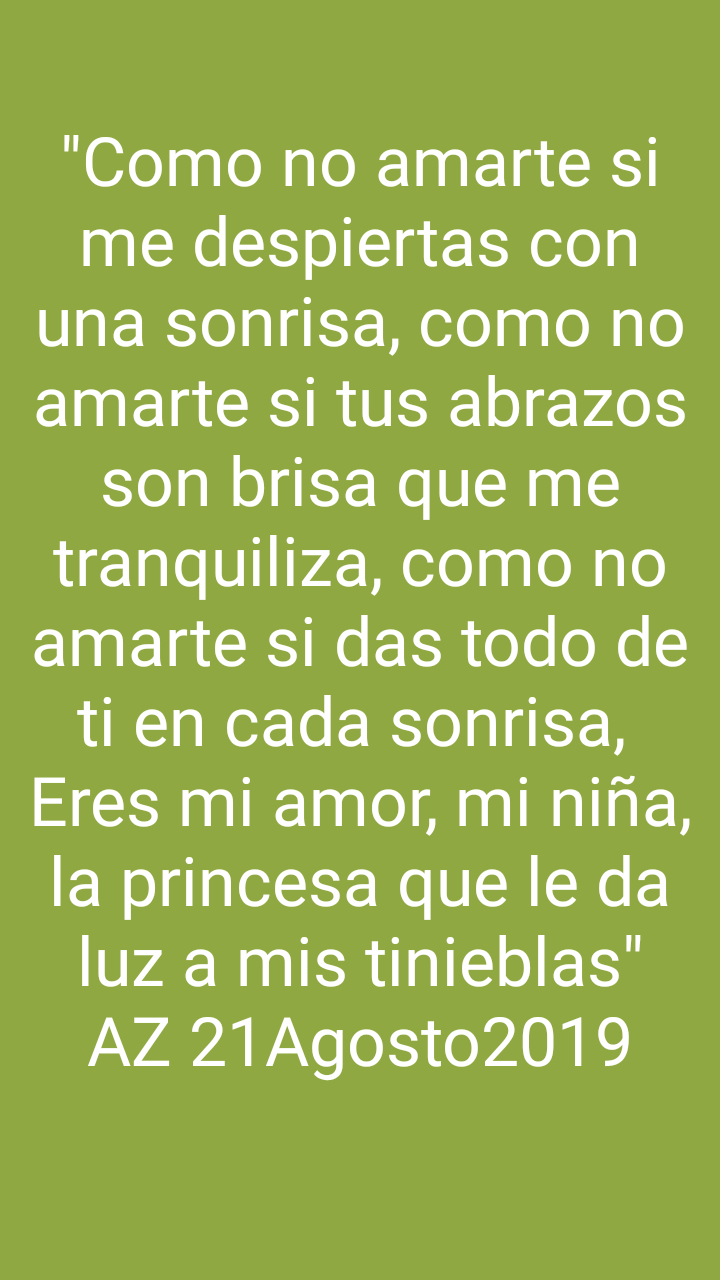 "Como no amarte si
me despiertas con
una sonrisa, como no
amarte si tus abrazos
son brisa que me
tranquiliza, como no
amarte si das todo de
ti en cada sonrisa,
Eres mi amor, mi niña,
la princesa que le da
luz a mis tinieblas"
AZ 21Agosto2019